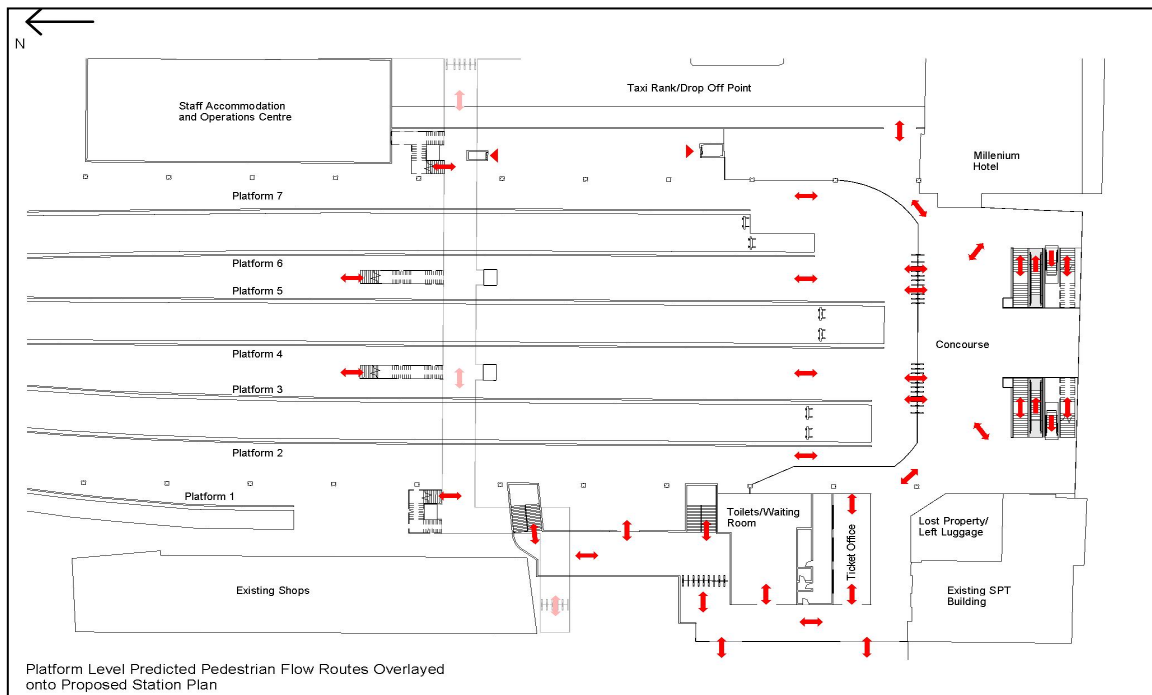 N
Taxi Rank/Drop Off Point
Staff Accommodation
and Operations Centre
Millenium
Hotel
Platform 7
Platform 6
Platform 5
Concourse
Platform 4
Platform 3
Platform 2
Platform 1
Toilets/Waiting
Room
Ticket Office
Lost Property/
Left Luggage
Existing Shops
Existing SPT
Building
Platform Level Predicted Pedestrian Flow Routes Overlayed
onto Proposed Station Plan